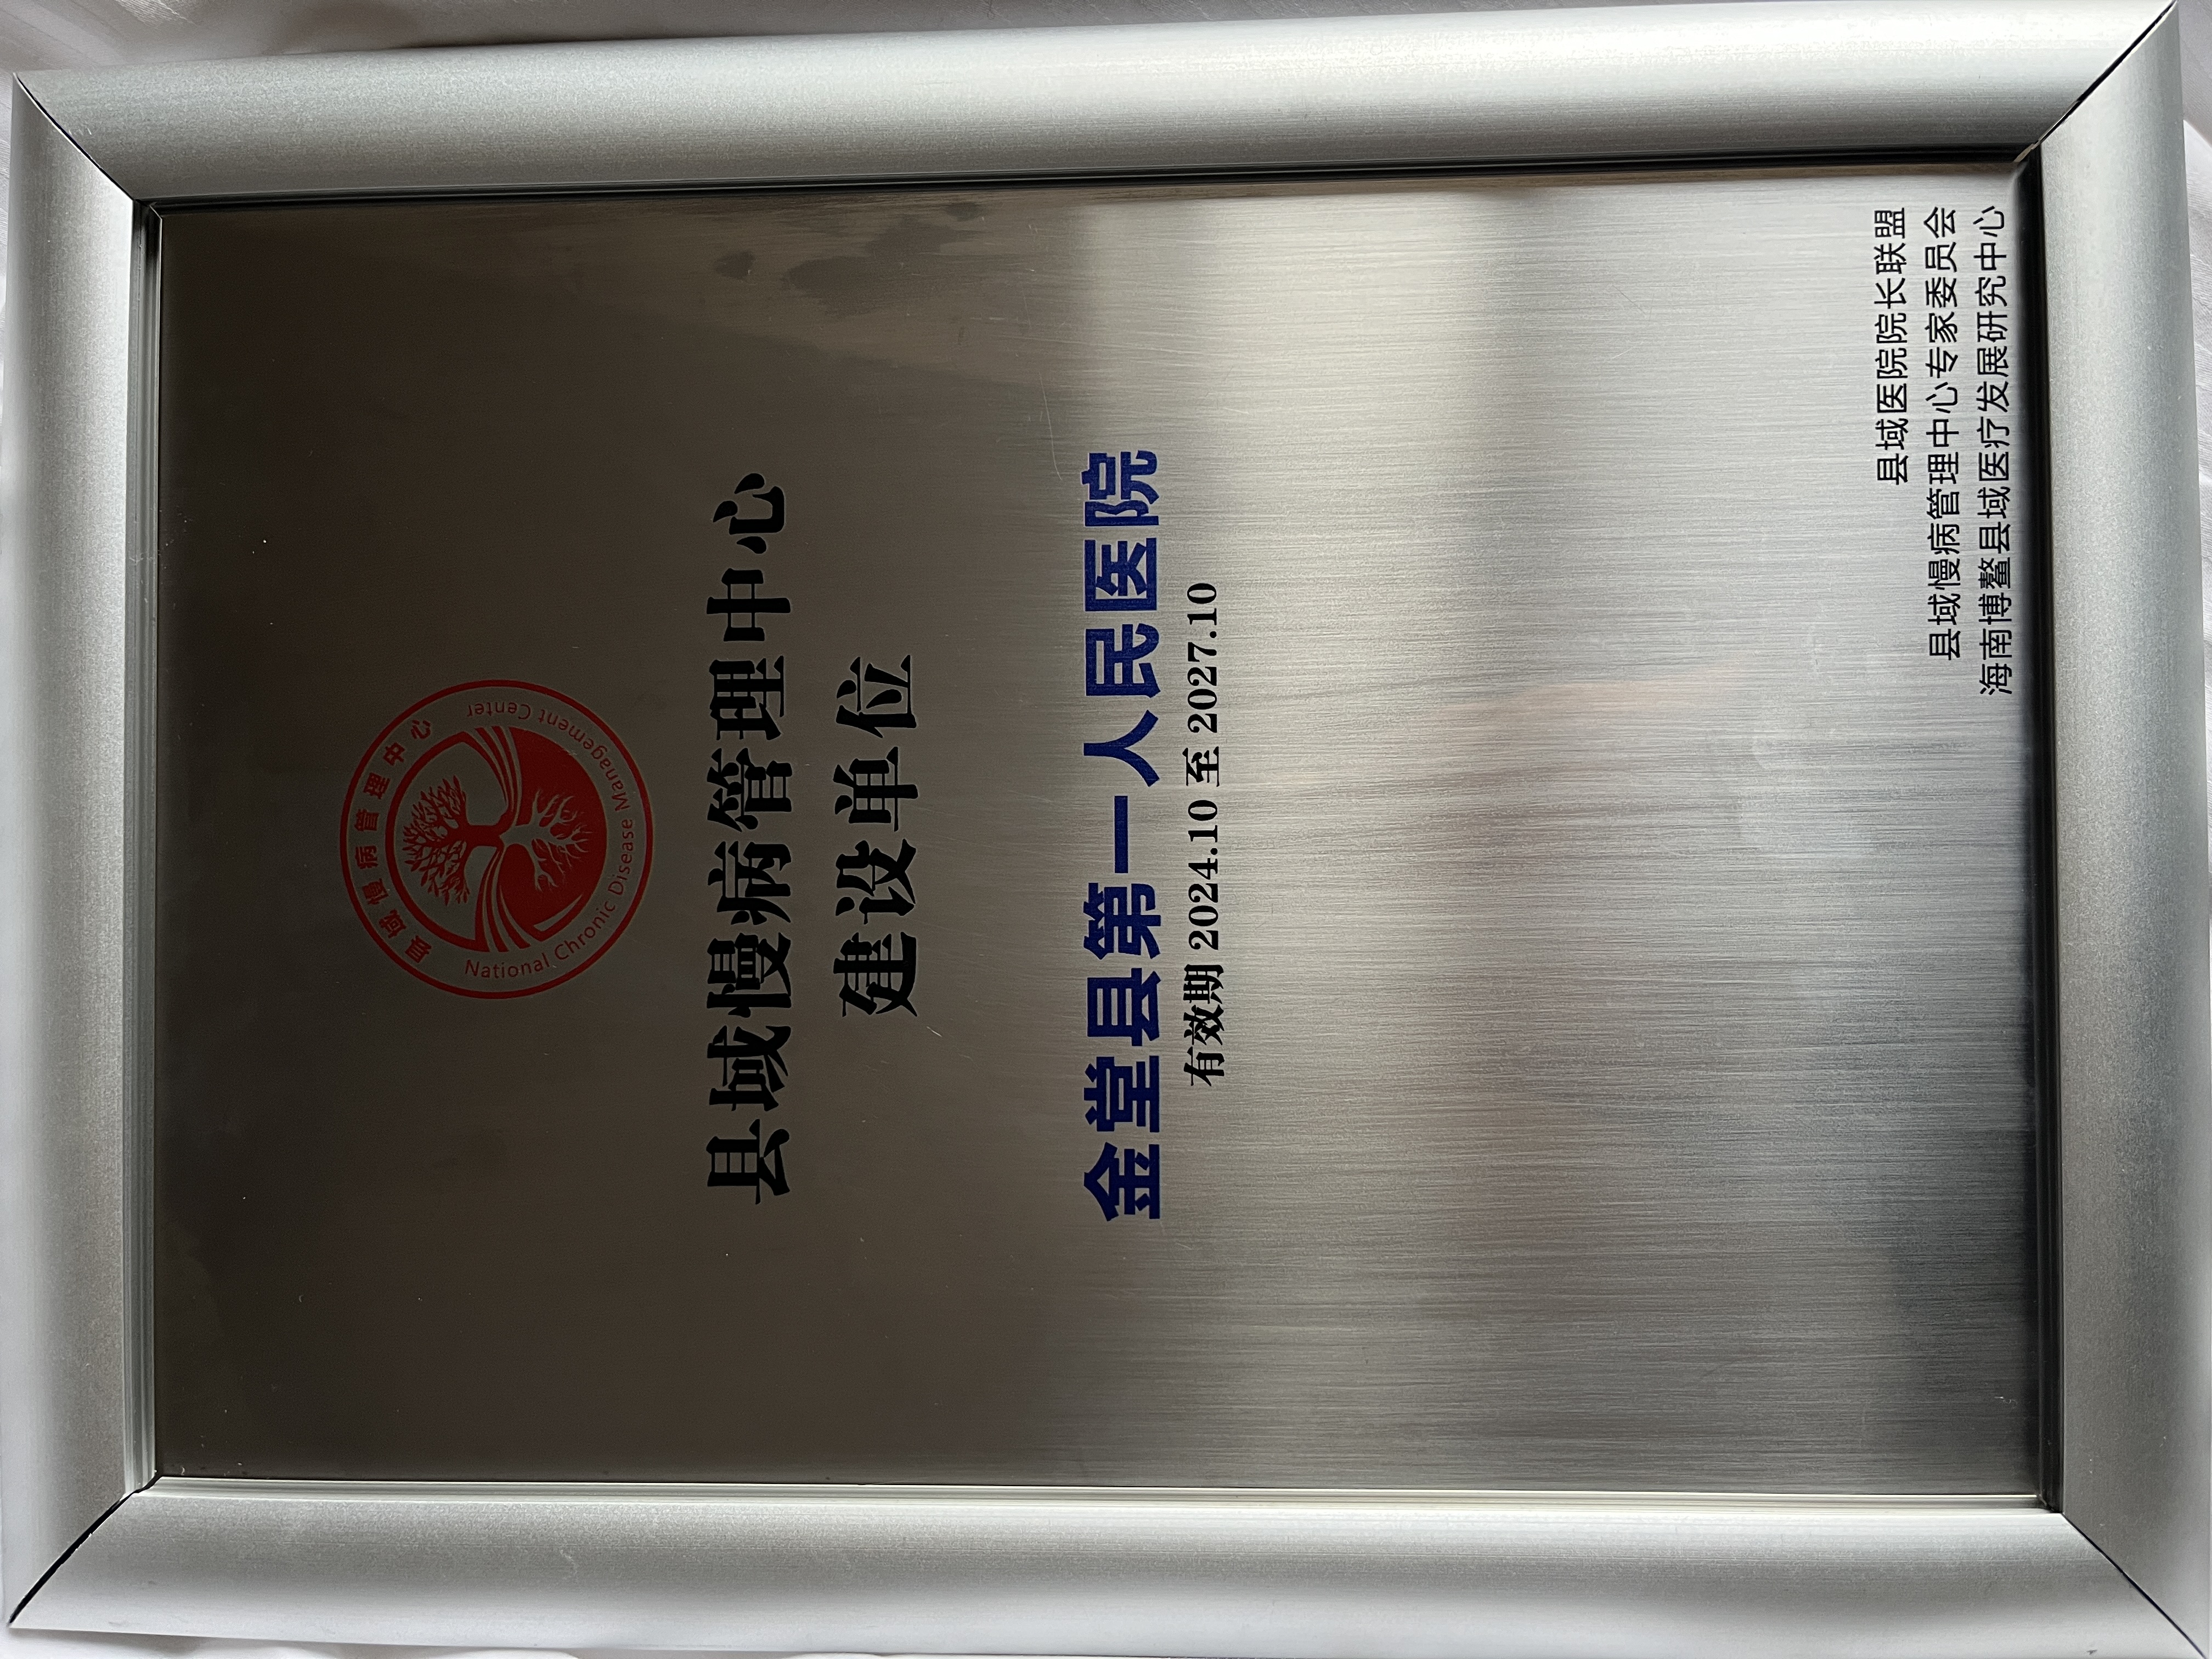 县域慢病管理中心
National Chronic Disease Management Center
县域慢病管理中心
建设单位
金堂县第一人民医院
有效期 2024.10 至 2027.10
县域医院院长联盟
县域慢病管理中心专家委员会
海南博鳌县域医疗发展研究中心